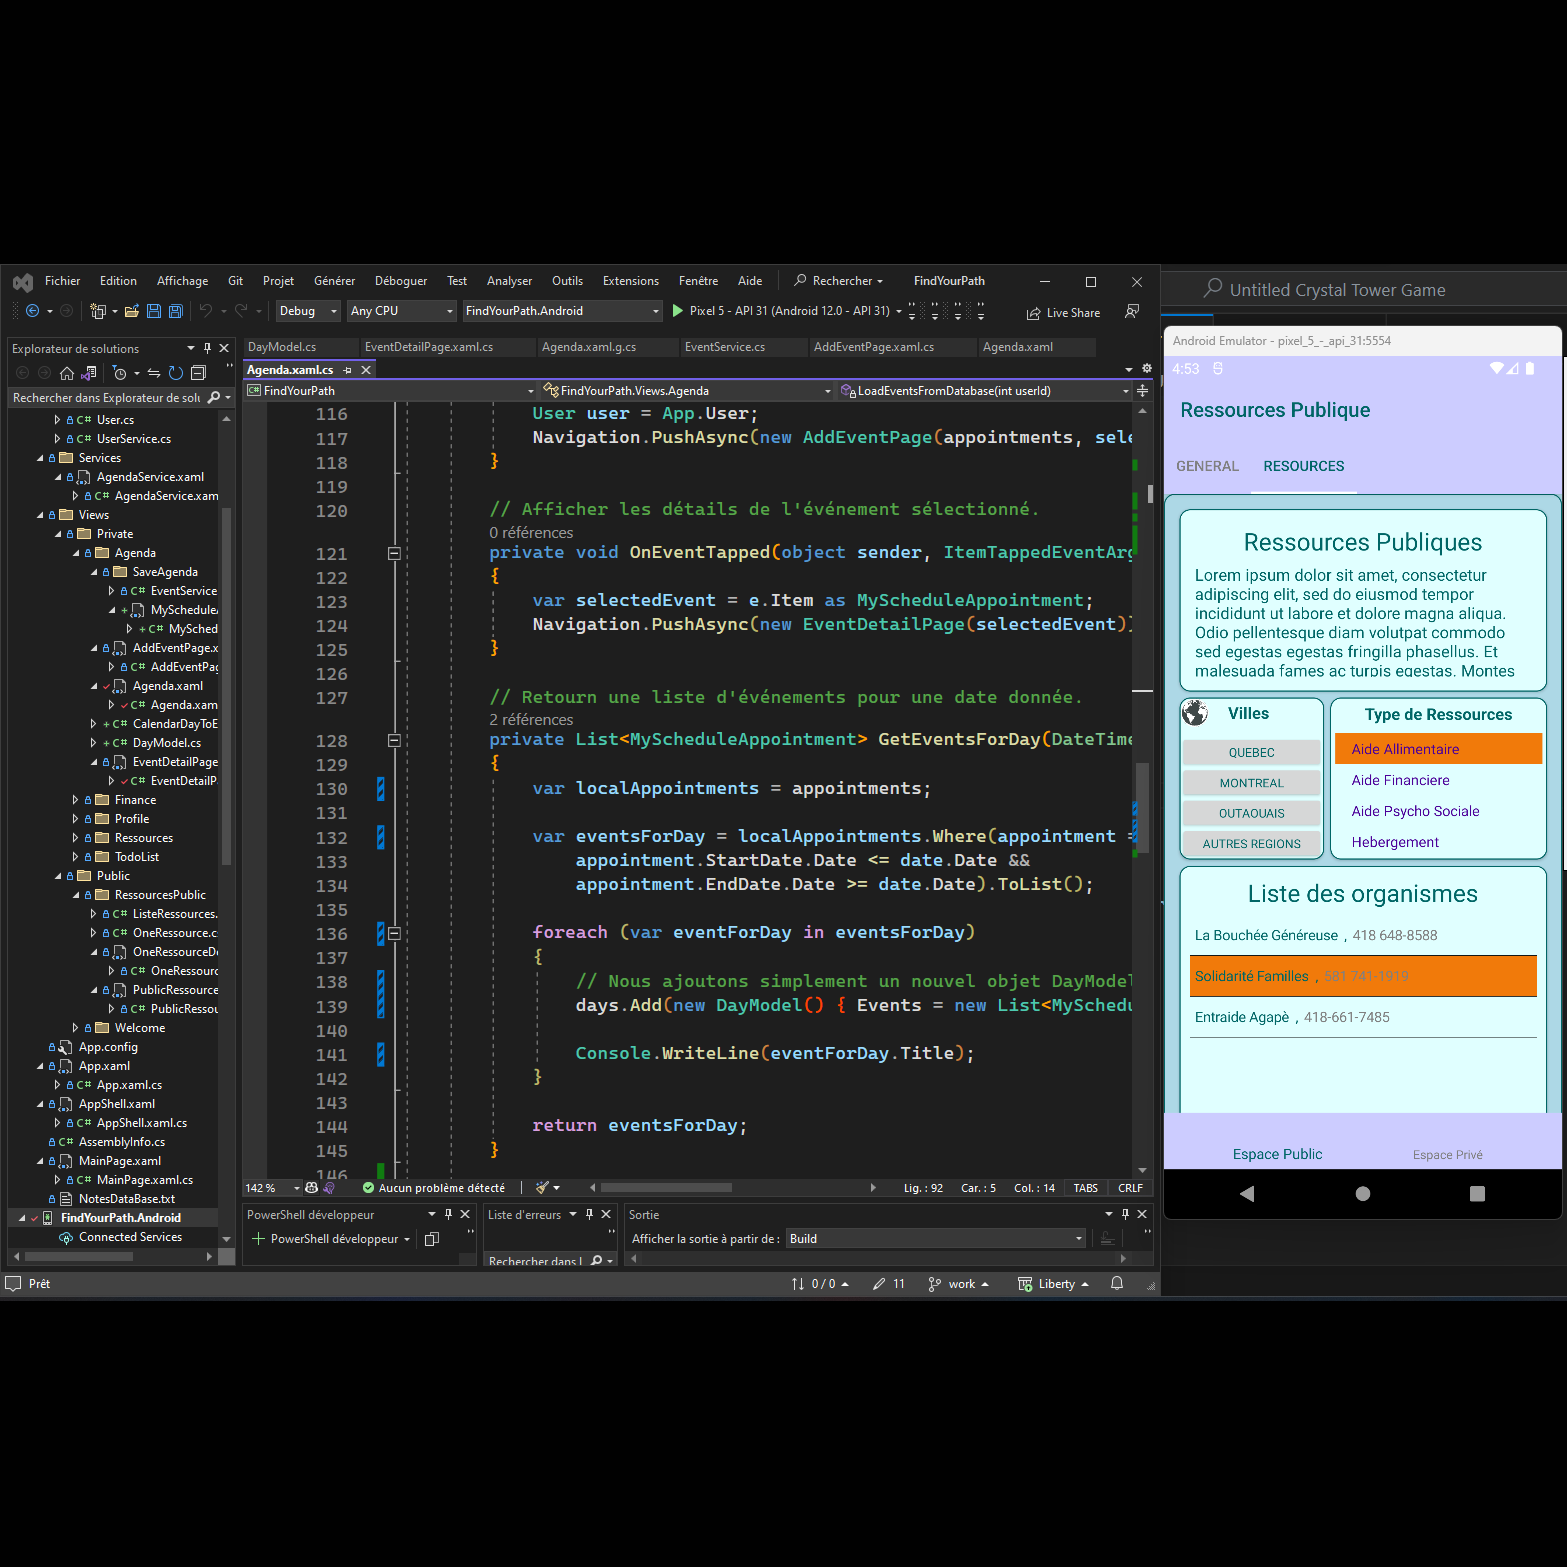 Fichier Edition Affichage Git Projet Générer Déboguer Test Analyser Outils Extensions Fenêtre Aide Rechercher FindYourPath
Debug Any CPU FindYourPath.Android Pixel 5 - API 31 (Android 12.0 - API 31) Live Share
Explorateur de solutions
Rechercher dans Explorateur de solu
User.cs
UserService.cs
Services
AgendaService.xaml
AgendaService.xam
Views
Private
Agenda
SaveAgenda
EventService
MySchedule
MySched
AddEventPage.x
AddEventPag
Agenda.xaml
Agenda.xam
CalendarDayToE
DayModel.cs
EventDetailPage
EventDetailP
Finance
Profile
Ressources
TodoList
Public
RessourcesPublic
ListeRessources.
OneRessource.c
OneRessourceDe
OneRessourc
PublicRessource
PublicRessou
Welcome
App.config
App.xaml
App.xaml.cs
AppShell.xaml
AppShell.xaml.cs
AssemblyInfo.cs
MainPage.xaml
MainPage.xaml.cs
NotesDataBase.txt
FindYourPath.Android
Connected Services
DayModel.cs EventDetailPage.xaml.cs Agenda.xaml.g.cs EventService.cs AddEventPage.xaml.cs Agenda.xaml
Agenda.xaml.cs
FindYourPath FindYourPath.Views.Agenda LoadEventsFromDatabase(int userId)
116 User user = App.User;
117 Navigation.PushAsync(new AddEventPage(appointments, sele
118 }
119
120 // Afficher les détails de l'événement sélectionné.
0 références
121 private void OnEventTapped(object sender, ItemTappedEventArg
122 {
123 var selectedEvent = e.Item as MyScheduleAppointment;
124 Navigation.PushAsync(new EventDetailPage(selectedEvent))
125 }
126
127 // Retourn une liste d'événements pour une date donnée.
2 références
128 private List<MyScheduleAppointment> GetEventsForDay(DateTime
129 {
130 var localAppointments = appointments;
131
132 var eventsForDay = localAppointments.Where(appointment =
133 appointment.StartDate.Date <= date.Date &&
134 appointment.EndDate.Date >= date.Date).ToList();
135
136 foreach (var eventForDay in eventsForDay)
137 {
138 // Nous ajoutons simplement un nouvel objet DayModel
139 days.Add(new DayModel() { Events = new List<MySchedu
140
141 Console.WriteLine(eventForDay.Title);
142 }
143
144 return eventsForDay;
145 }
146
142 % Aucun problème détecté Lig. : 92 Car. : 5 Col. : 14 TABS CRLF
PowerShell développeur
PowerShell développeur
Liste d'erreurs
Rechercher dans l
Sortie
Afficher la sortie à partir de : Build
Prêt 0 / 0 11 work Liberty
Untitled Crystal Tower Game
Android Emulator - pixel_5_-_api_31:5554
4:53
Ressources Publique
GENERAL RESOURCES
Ressources Publiques
Lorem ipsum dolor sit amet, consectetur
adipiscing elit, sed do eiusmod tempor
incididunt ut labore et dolore magna aliqua.
Odio pellentesque diam volutpat commodo
sed egestas egestas fringilla phasellus. Et
malesuada fames ac turpis egestas. Montes
Villes
QUEBEC
MONTREAL
OUTAOUAIS
AUTRES REGIONS
Type de Ressources
Aide Allimentaire
Aide Financiere
Aide Psycho Sociale
Hebergement
Liste des organismes
La Bouchée Généreuse , 418 648-8588
Solidarité Familles , 581 741-1919
Entraide Agapè , 418-661-7485
Espace Public Espace Privé